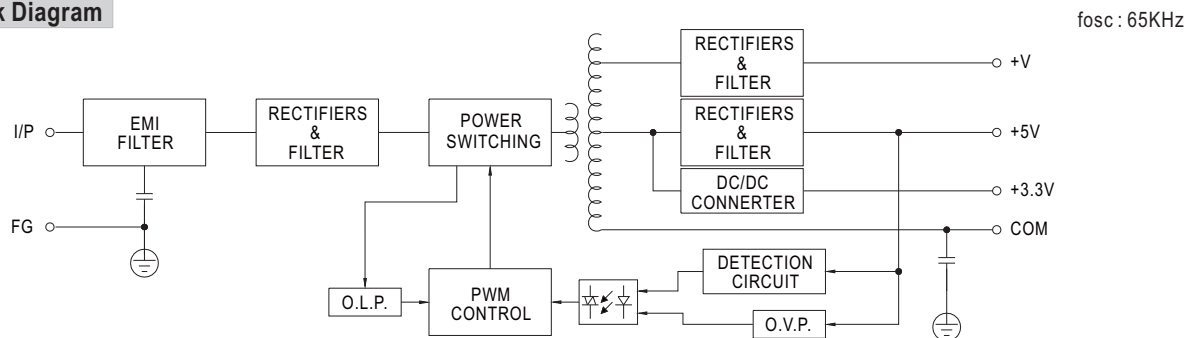 k Diagram
fosc : 65KHz
RECTIFIERS
&
FILTER
+V
I/P
EMI
FILTER
RECTIFIERS
&
FILTER
POWER
SWITCHING
RECTIFIERS
&
FILTER
+5V
DC/DC
CONNERTER
+3.3V
FG
COM
DETECTION
CIRCUIT
O.L.P.
PWM
CONTROL
O.V.P.